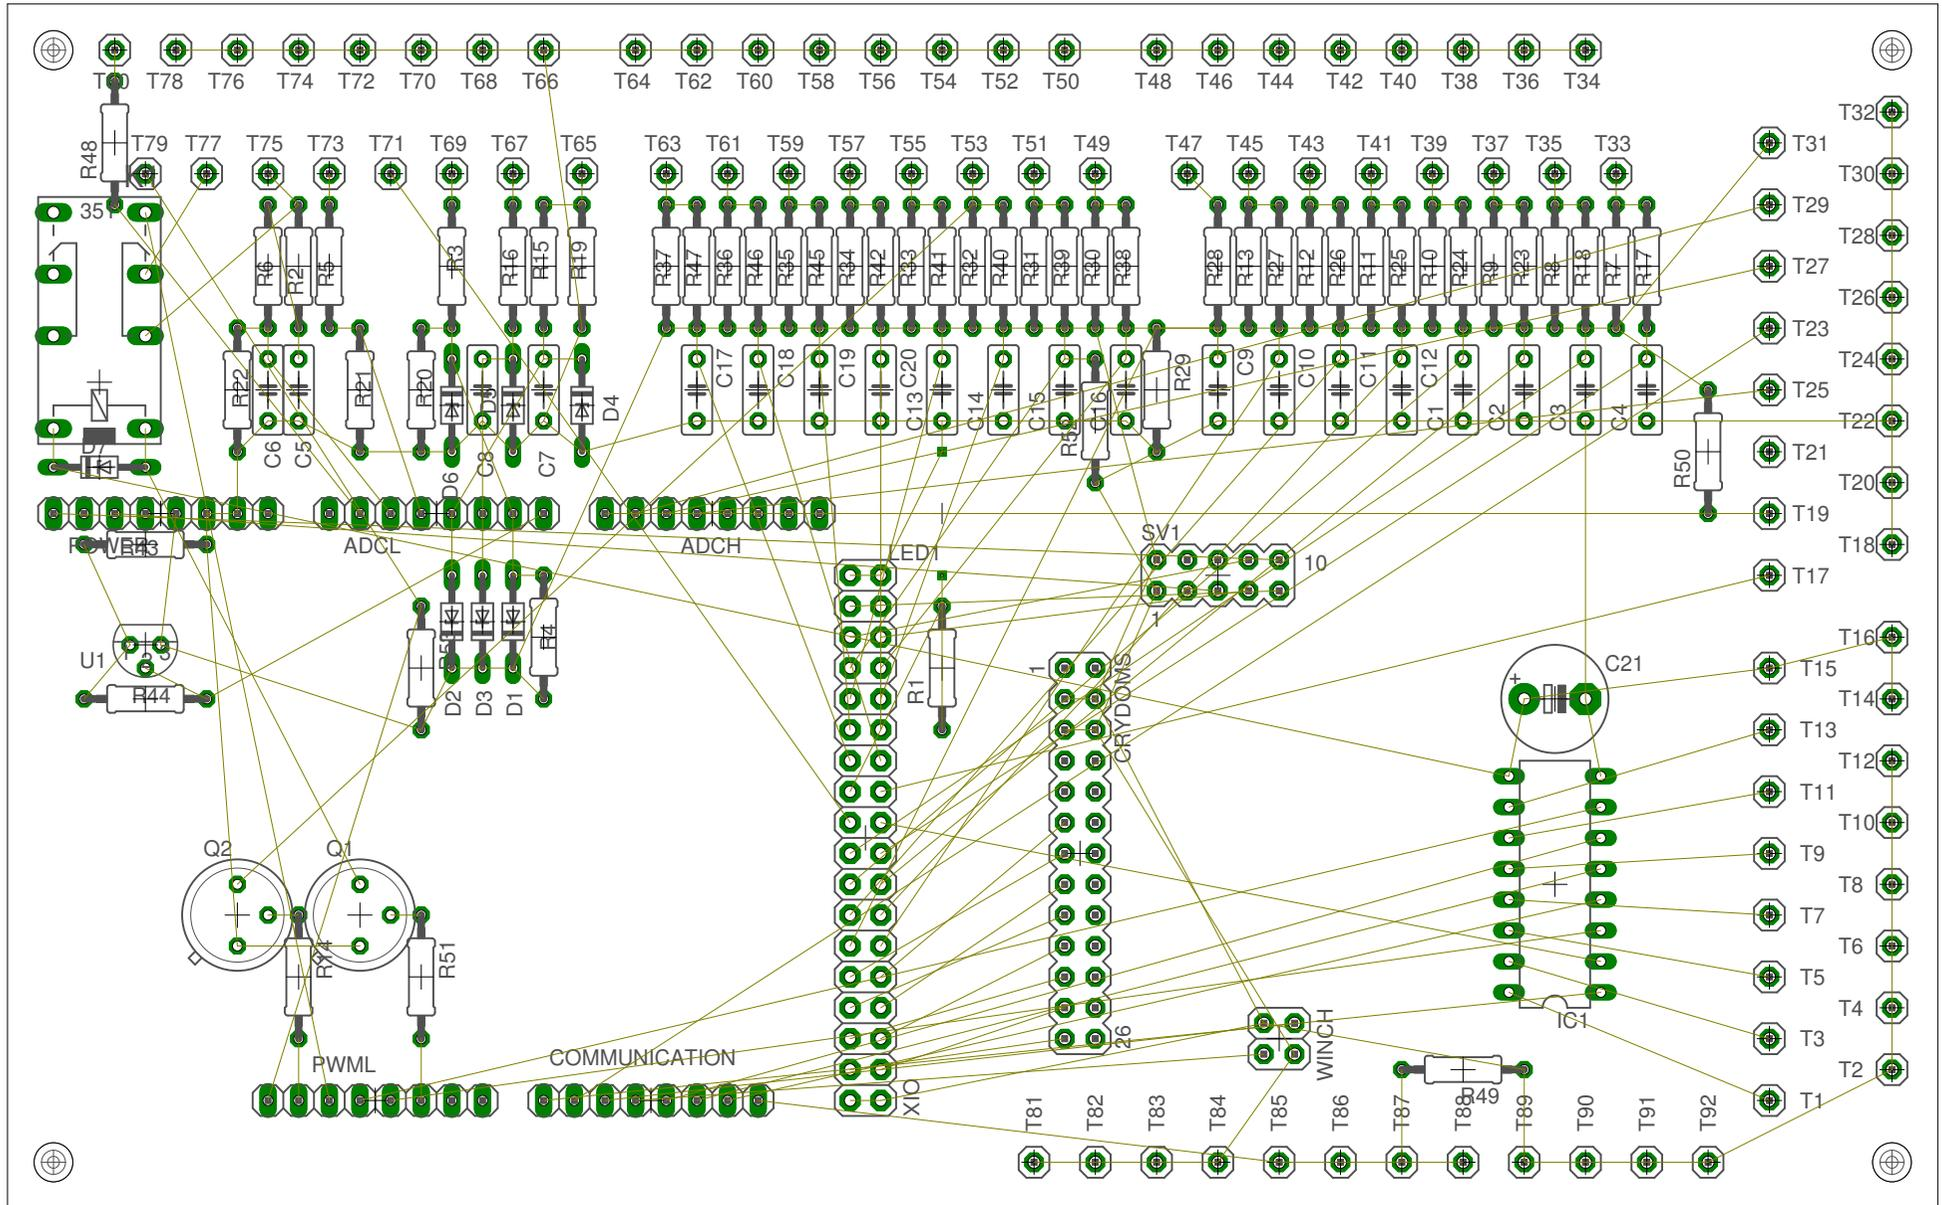 T80 T78 T76 T74 T72 T70 T68 T66 T64 T62 T60 T58 T56 T54 T52 T50 T48 T46 T44 T42 T40 T38 T36 T34
T32
T79 T77 T75 T73 T71 T69 T67 T65 T63 T61 T59 T57 T55 T53 T51 T49 T47 T45 T43 T41 T39 T37 T35 T33
T31
R48
T30
351
T29
T28
R6 R2 R5 R3 R16 R15 R19 R37 R47 R36 R46 R35 R45 R34 R42 R33 R41 R32 R40 R31 R39 R30 R38 R28 R13 R27 R12 R26 R11 R25 R10 R24 R9 R23 R8 R18 R7 R17
T27
T26
T23
T24
R22 R21 R20 R29
C17 C18 C19 C20 C9 C10 C11 C12
T25
D4
C13 C14 C15 C16 C1 C2 C3 C4
T22
C6 C5 C8 C7
R50
T21
D6
T20
T19
POWER R43 ADCL ADCH
T18
SV1
LED1
10
T17
1
T16
U1
R4
1
CRYDOMS
C21
+
T15
R44
D2 D3 D1
R1
T14
T13
T12
T11
T10
Q2 Q1
T9
T8
T7
R14 R51
T6
T5
T4
IC1
26
WINCH
T3
PWML COMMUNICATION
T2
XIO
R49
T1
T81 T82 T83 T84 T85 T86 T87 T88 T89 T90 T91 T92